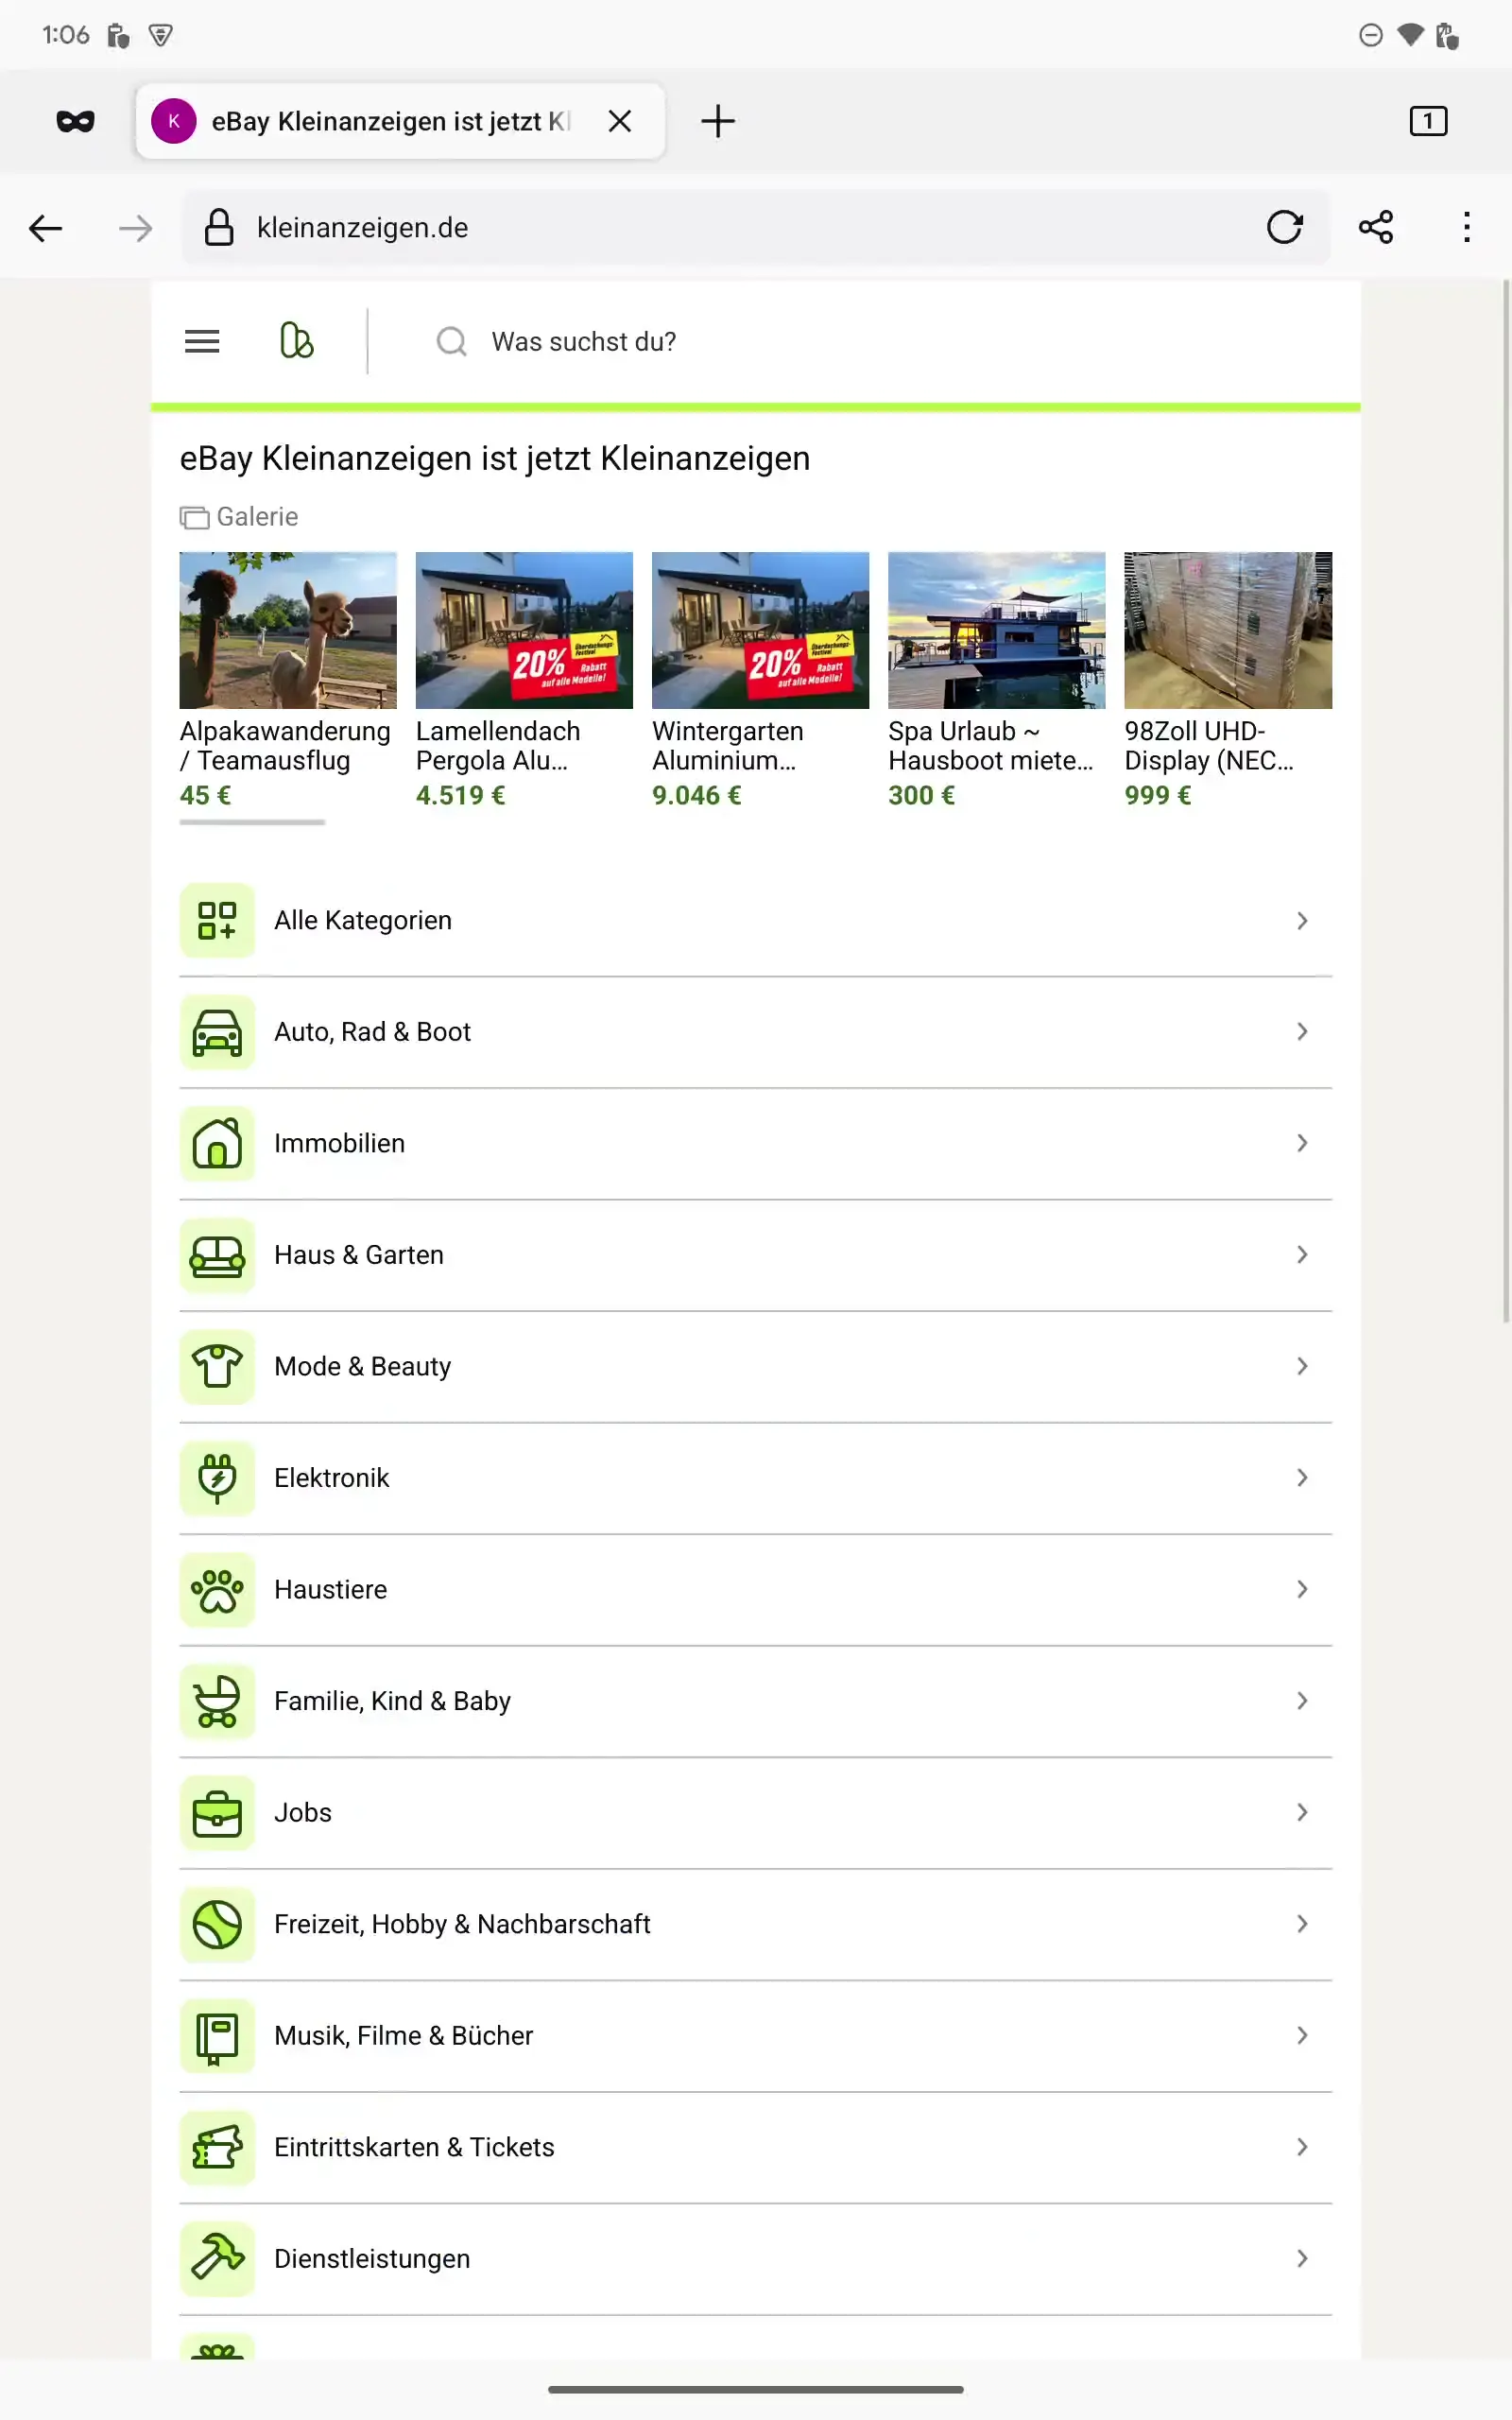 1:06
K
eBay Kleinanzeigen ist jetzt Kl
1
kleinanzeigen.de
Was suchst du?
eBay Kleinanzeigen ist jetzt Kleinanzeigen
Galerie
20%
Überdachungs-
Festival
Rabatt
auf alle Modelle!
20%
Überdachungs-
Festival
Rabatt
auf alle Modelle!
Alpakawanderung
/ Teamausflug
45 €
Lamellendach
Pergola Alu...
4.519 €
Wintergarten
Aluminium...
9.046 €
Spa Urlaub ~
Hausboot miete...
300 €
98Zoll UHD-
Display (NEC...
999 €
Alle Kategorien
Auto, Rad & Boot
Immobilien
Haus & Garten
Mode & Beauty
Elektronik
Haustiere
Familie, Kind & Baby
Jobs
Freizeit, Hobby & Nachbarschaft
Musik, Filme & Bücher
Eintrittskarten & Tickets
Dienstleistungen